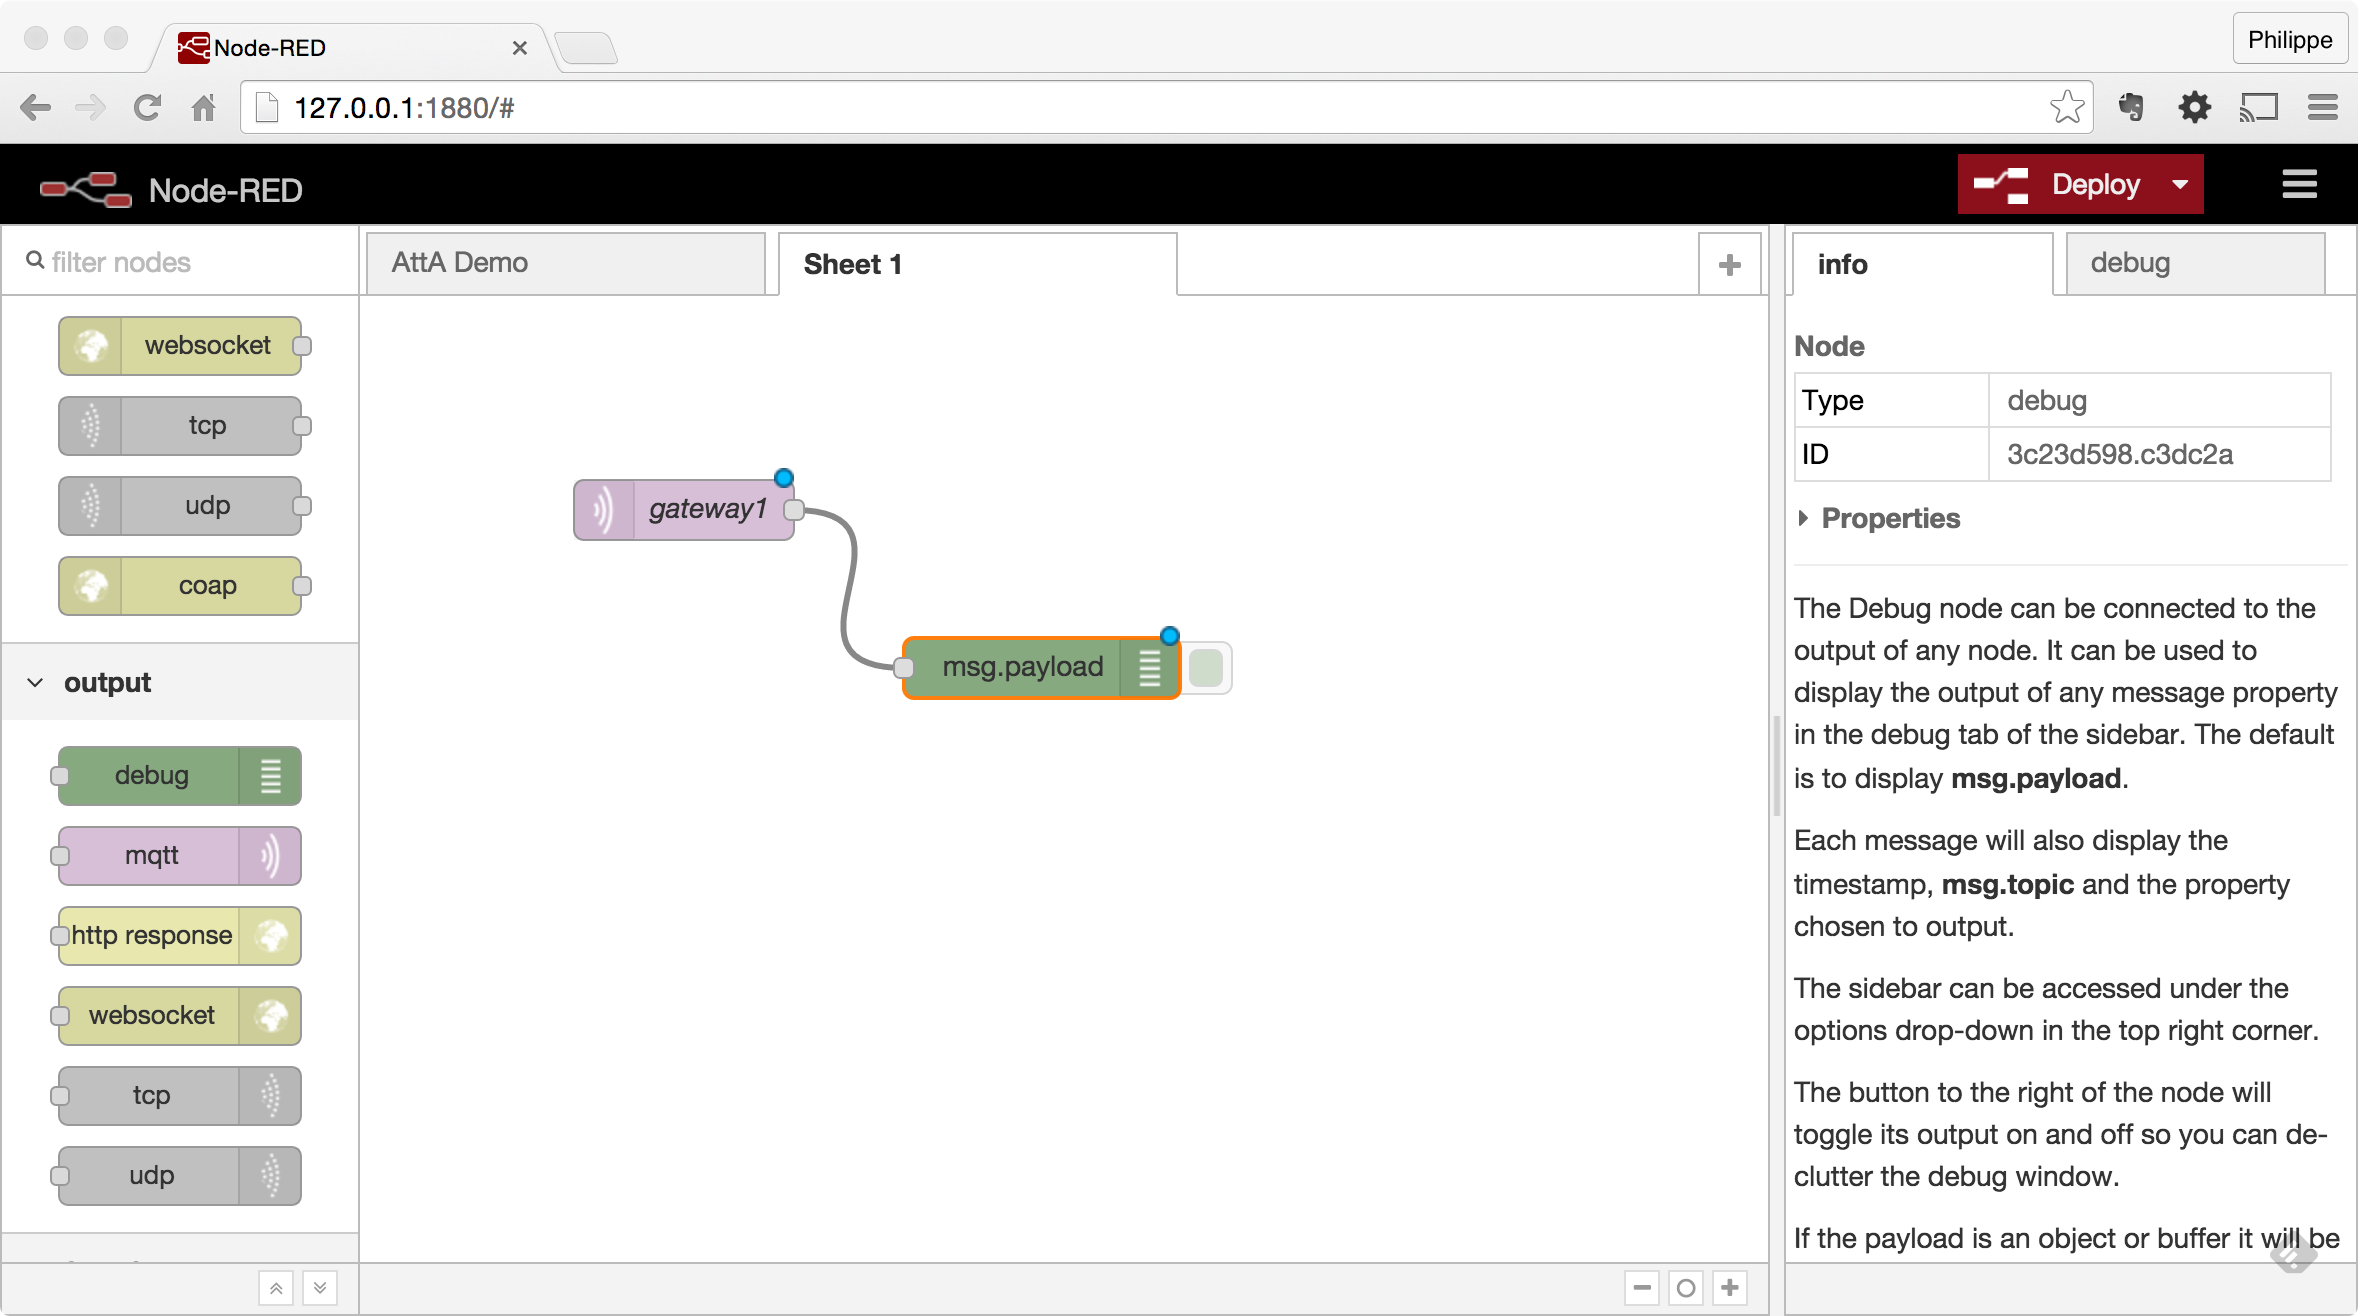 Node-RED
Philippe
127.0.0.1:1880/#
Node-RED
Deploy
filter nodes
AttA Demo
Sheet 1
info
debug
websocket
tcp
udp
coap
output
debug
mqtt
http response
websocket
tcp
udp
gateway1
msg.payload
Node
Type debug
ID 3c23d598.c3dc2a
Properties
The Debug node can be connected to the
output of any node. It can be used to
display the output of any message property
in the debug tab of the sidebar. The default
is to display msg.payload.
Each message will also display the
timestamp, msg.topic and the property
chosen to output.
The sidebar can be accessed under the
options drop-down in the top right corner.
The button to the right of the node will
toggle its output on and off so you can de-
clutter the debug window.
If the payload is an object or buffer it will be